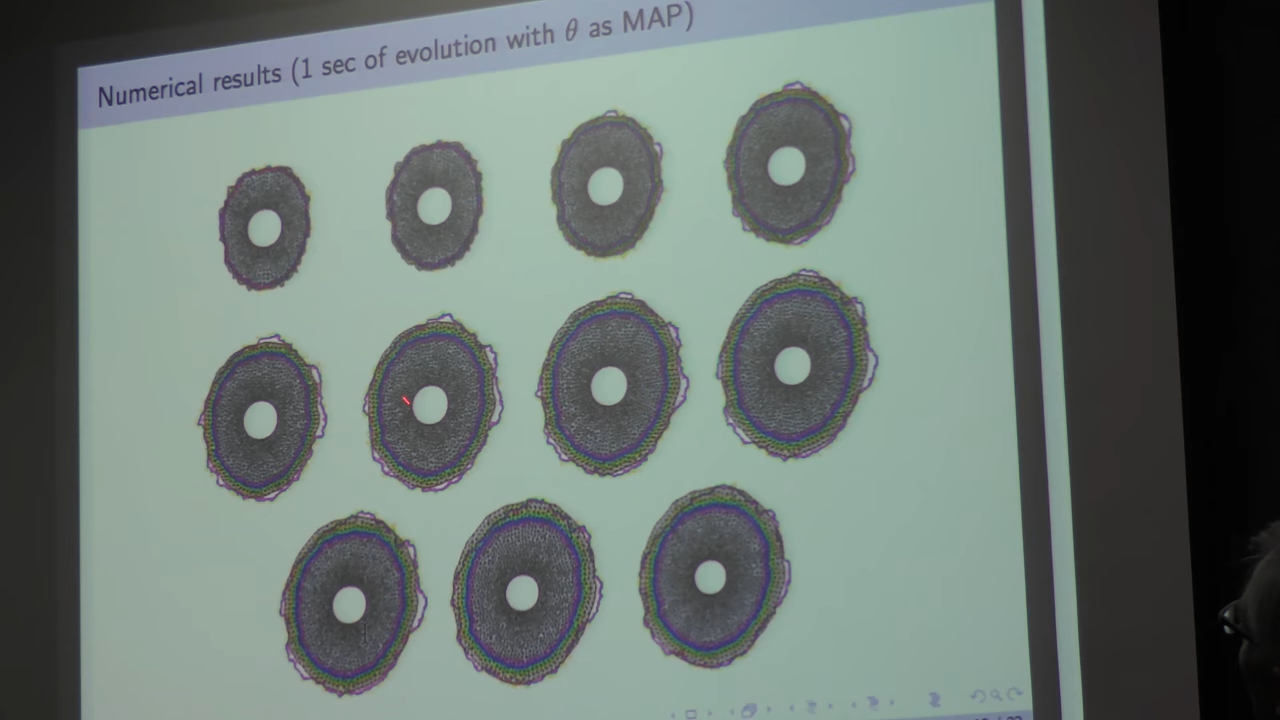 Numerical results (1 sec of evolution with θ as MAP)